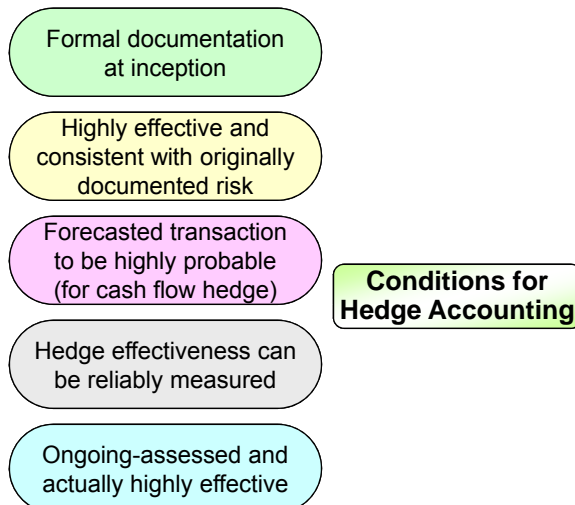 Formal documentation
at inception
Highly effective and
consistent with originally
documented risk
Forecasted transaction
to be highly probable
(for cash flow hedge)
Conditions for
Hedge Accounting
Hedge effectiveness can
be reliably measured
Ongoing-assessed and
actually highly effective